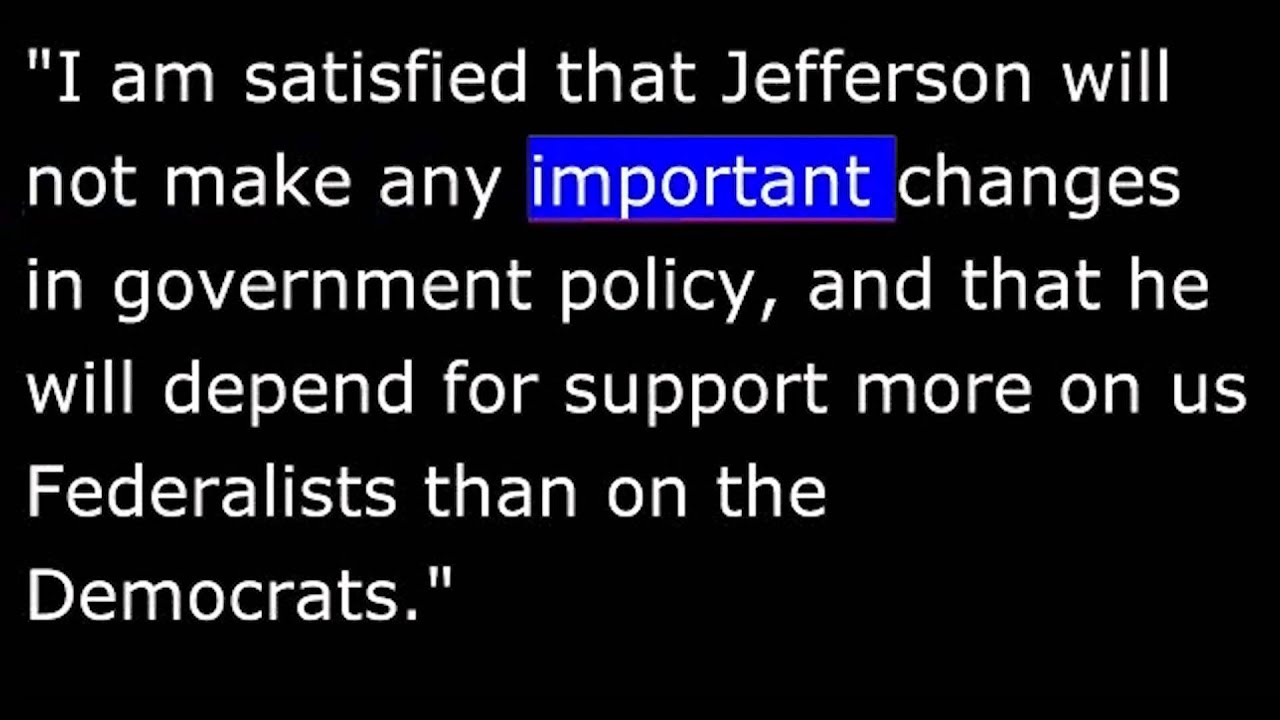 "I am satisfied that Jefferson will
not make any important changes
in government policy, and that he
will depend for support more on us
Federalists than on the
Democrats."